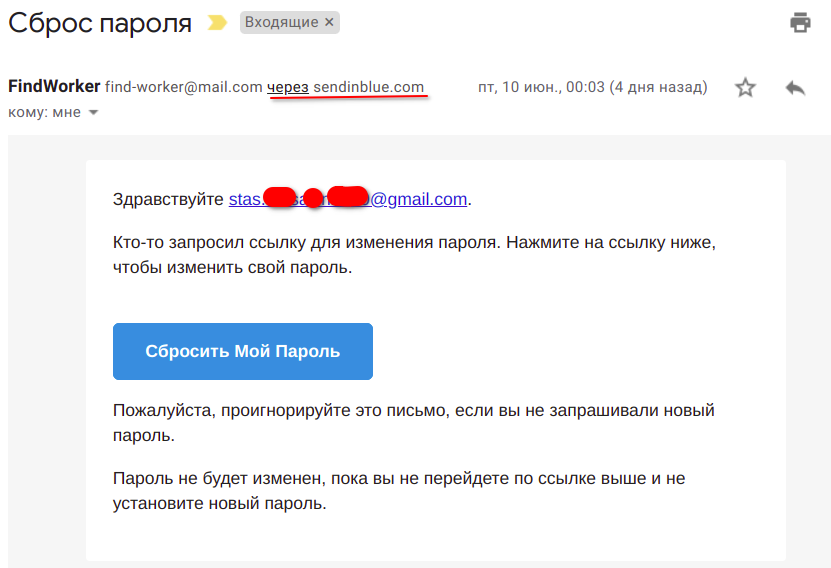 Сброс пароля Входящие ×
FindWorker find-worker@mail.com через sendinblue.com пт, 10 июн., 00:03 (4 дня назад)
кому: мне
Здравствуйте stas. @gmail.com.
Кто-то запросил ссылку для изменения пароля. Нажмите на ссылку ниже,
чтобы изменить свой пароль.
Сбросить Мой Пароль
Пожалуйста, проигнорируйте это письмо, если вы не запрашивали новый
пароль.
Пароль не будет изменен, пока вы не перейдете по ссылке выше и не
установите новый пароль.